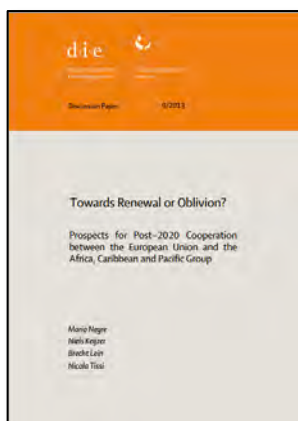 d·i·e
Discussion Paper 9/2013
Towards Renewal or Oblivion?
Prospects for Post-2020 Cooperation
between the European Union and the
Africa, Caribbean and Pacific Group
Mario Negre
Niels Keijzer
Brecht Lein
Nicola Tissi